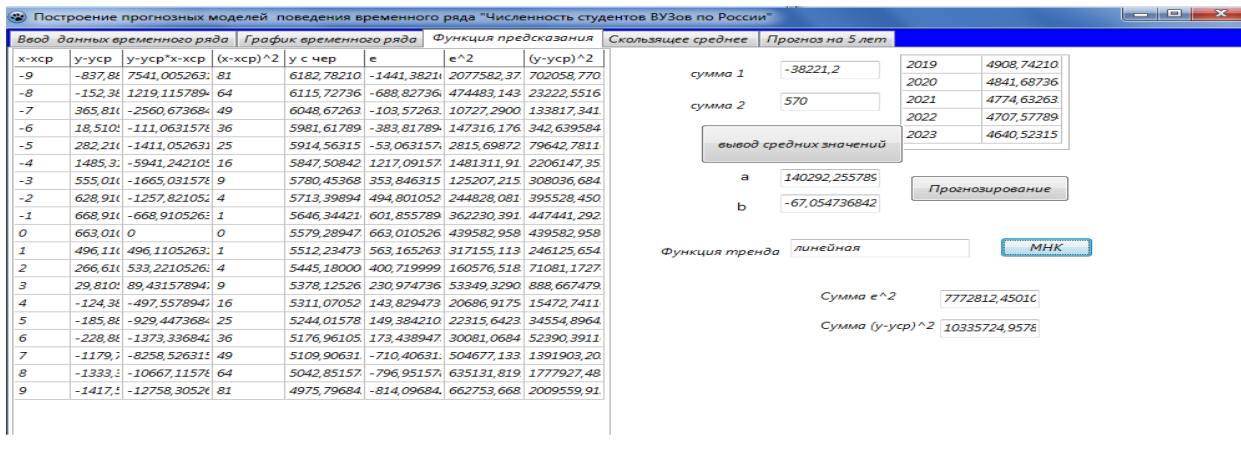 Построение прогнозных моделей поведения временного ряда "Численность студентов ВУЗов по России"
Ввод данных временного ряда График временного ряда Функция предсказания Скользящее среднее Прогноз на 5 лет
x-xcp y-ycp y-ycp*x-xcp (x-xcp)^2 y с чер e e^2 (y-ycp)^2
-9 -837,88 7541,0052631 81 6182,78210 -1441,3821 2077582,37 702058,770
-8 -152,38 1219,1157894 64 6115,72736 -688,82736 474483,143 23222,5516
-7 365,810 -2560,673684 49 6048,67263 -103,57263 10727,2900 133817,341
-6 18,5105 -111,0631578 36 5981,61789 -383,81789 147316,176 342,639584
-5 282,210 -1411,052631 25 5914,56315 -53,063157 2815,69872 79642,7811
-4 1485,31 -5941,242105 16 5847,50842 1217,09157 1481311,91 2206147,35
-3 555,010 -1665,031578 9 5780,45368 353,846315 125207,215 308036,684
-2 628,910 -1257,821052 4 5713,39894 494,801052 244828,081 395528,450
-1 668,910 -668,9105263 1 5646,34421 601,855789 362230,391 447441,292
0 663,010 0 0 5579,28947 663,010526 439582,958 439582,958
1 496,110 496,1105263 1 5512,23473 563,165263 317155,113 246125,654
2 266,610 533,2210526 4 5445,18000 400,719999 160576,518 71081,1727
3 29,8105 89,43157894 9 5378,12526 230,974736 53349,3290 888,667479
4 -124,38 -497,5578947 16 5311,07052 143,829473 20686,9175 15472,7411
5 -185,88 -929,4473684 25 5244,01578 149,384210 22315,6423 34554,8964
6 -228,88 -1373,336842 36 5176,96105 173,438947 30081,0684 52390,3911
7 -1179,7 -8258,526315 49 5109,90631 -710,40631 504677,133 1391903,20
8 -1333,3 -10667,11578 64 5042,85157 -796,95157 635131,819 1777927,48
9 -1417,5 -12758,30526 81 4975,79684 -814,09684 662753,668 2009559,91
сумма 1 -38221,2
сумма 2 570
2019 4908,74210
2020 4841,68736
2021 4774,63263
2022 4707,57789
2023 4640,52315
вывод средних значений
a 140292,255789
b -67,054736842
Прогнозирование
Функция тренда линейная МНК
Сумма e^2 7772812,4501
Сумма (y-ycp)^2 10335724,9578